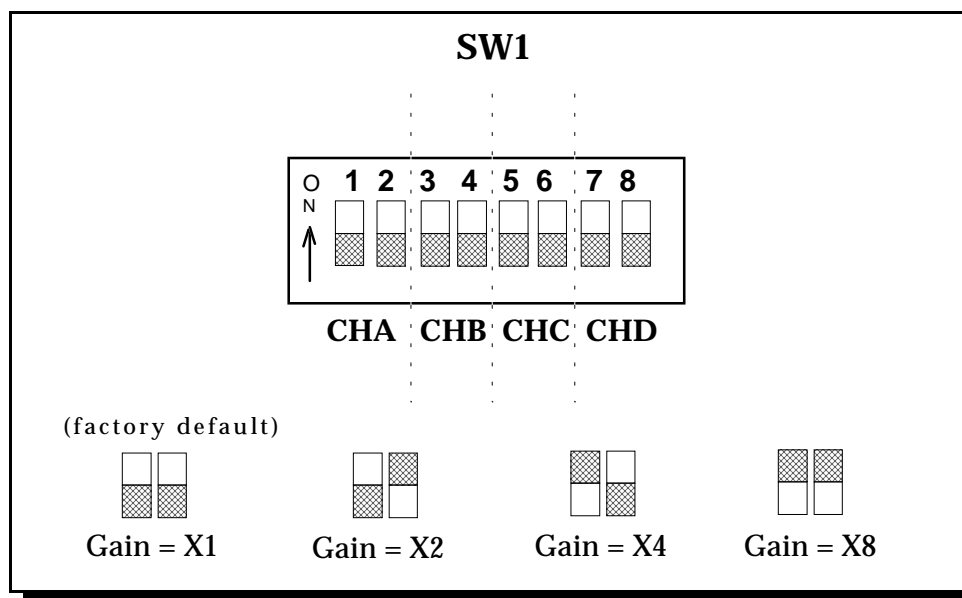 SW1
O 1 2 3 4 5 6 7 8
N
CHA CHB CHC CHD
(factory default)
Gain = X1 Gain = X2 Gain = X4 Gain = X8